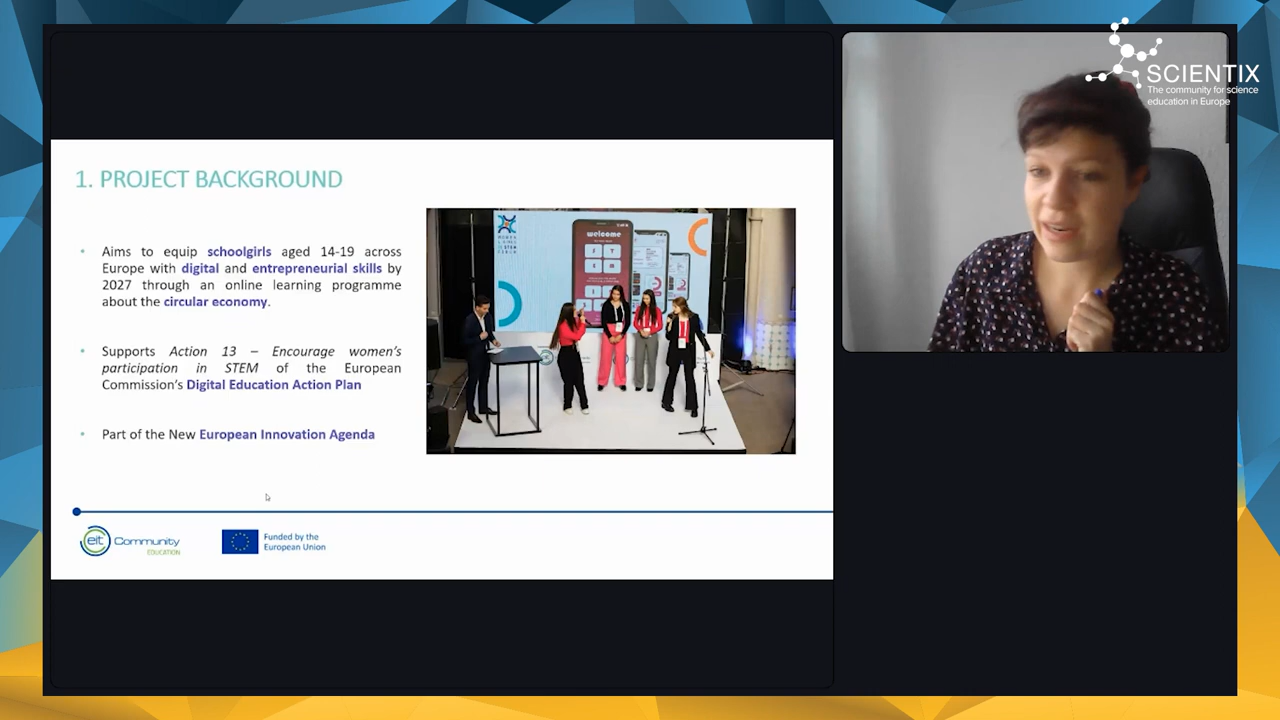 SCIENTIX
The community for science
education in Europe
1. PROJECT BACKGROUND
• Aims to equip schoolgirls aged 14-19 across
Europe with digital and entrepreneurial skills by
2027 through an online learning programme
about the circular economy.
• Supports Action 13 – Encourage women's
participation in STEM of the European
Commission's Digital Education Action Plan
• Part of the New European Innovation Agenda
welcome
S T
E M
eit Community
EDUCATION
Funded by the
European Union